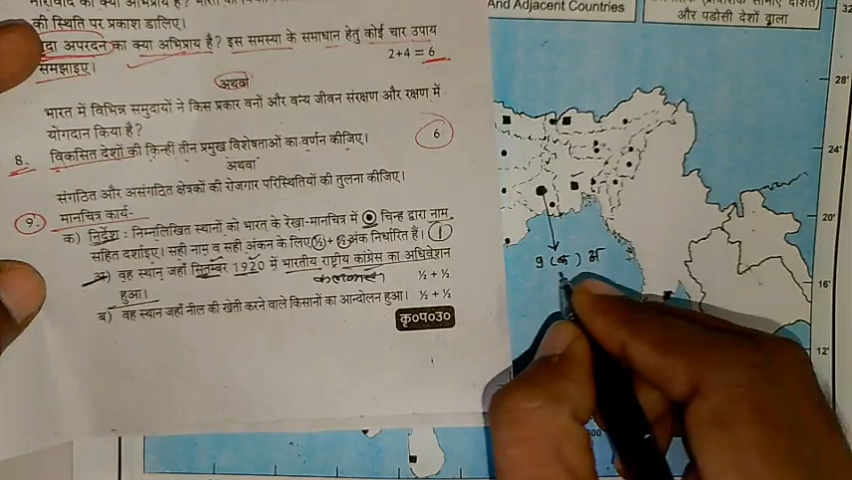 की स्थिति पर प्रकाश डालिए।
मृदा अपरदन का क्या अभिप्राय है? इस समस्या के समाधान हेतु कोई चार उपाय
समझाइए।
2+4 = 6
अथवा
भारत में विभिन्न समुदायों ने किस प्रकार वनों और वन्य जीवन संरक्षण और रक्षण में
योगदान किया है?
8. विकसित देशों की किन्हीं तीन प्रमुख विशेषताओं का वर्णन कीजिए। 6
अथवा
संगठित और असंगठित क्षेत्रकों की रोजगार परिस्थितियों की तुलना कीजिए।
9. मानचित्र कार्य-
क) निर्देश : निम्नलिखित स्थानों को भारत के रेखा-मानचित्र में चिन्ह द्वारा नाम
सहित दर्शाइए। सही नाम व सही अंकन के लिए ½ + ½ अंक निर्धारित हैं। 1
अ) वह स्थान जहाँ सितम्बर 1920 में भारतीय राष्ट्रीय कांग्रेस का अधिवेशन
हुआ। कलकत्ता ½ + ½
ब) वह स्थान जहाँ नील की खेती करने वाले किसानों का आन्दोलन हुआ। ½ + ½
कृ०प०उ०
And Adjacent Countries
और पडोसी देशों वाला
32
28°
24°
20°
16°
12°
9 (क) अ